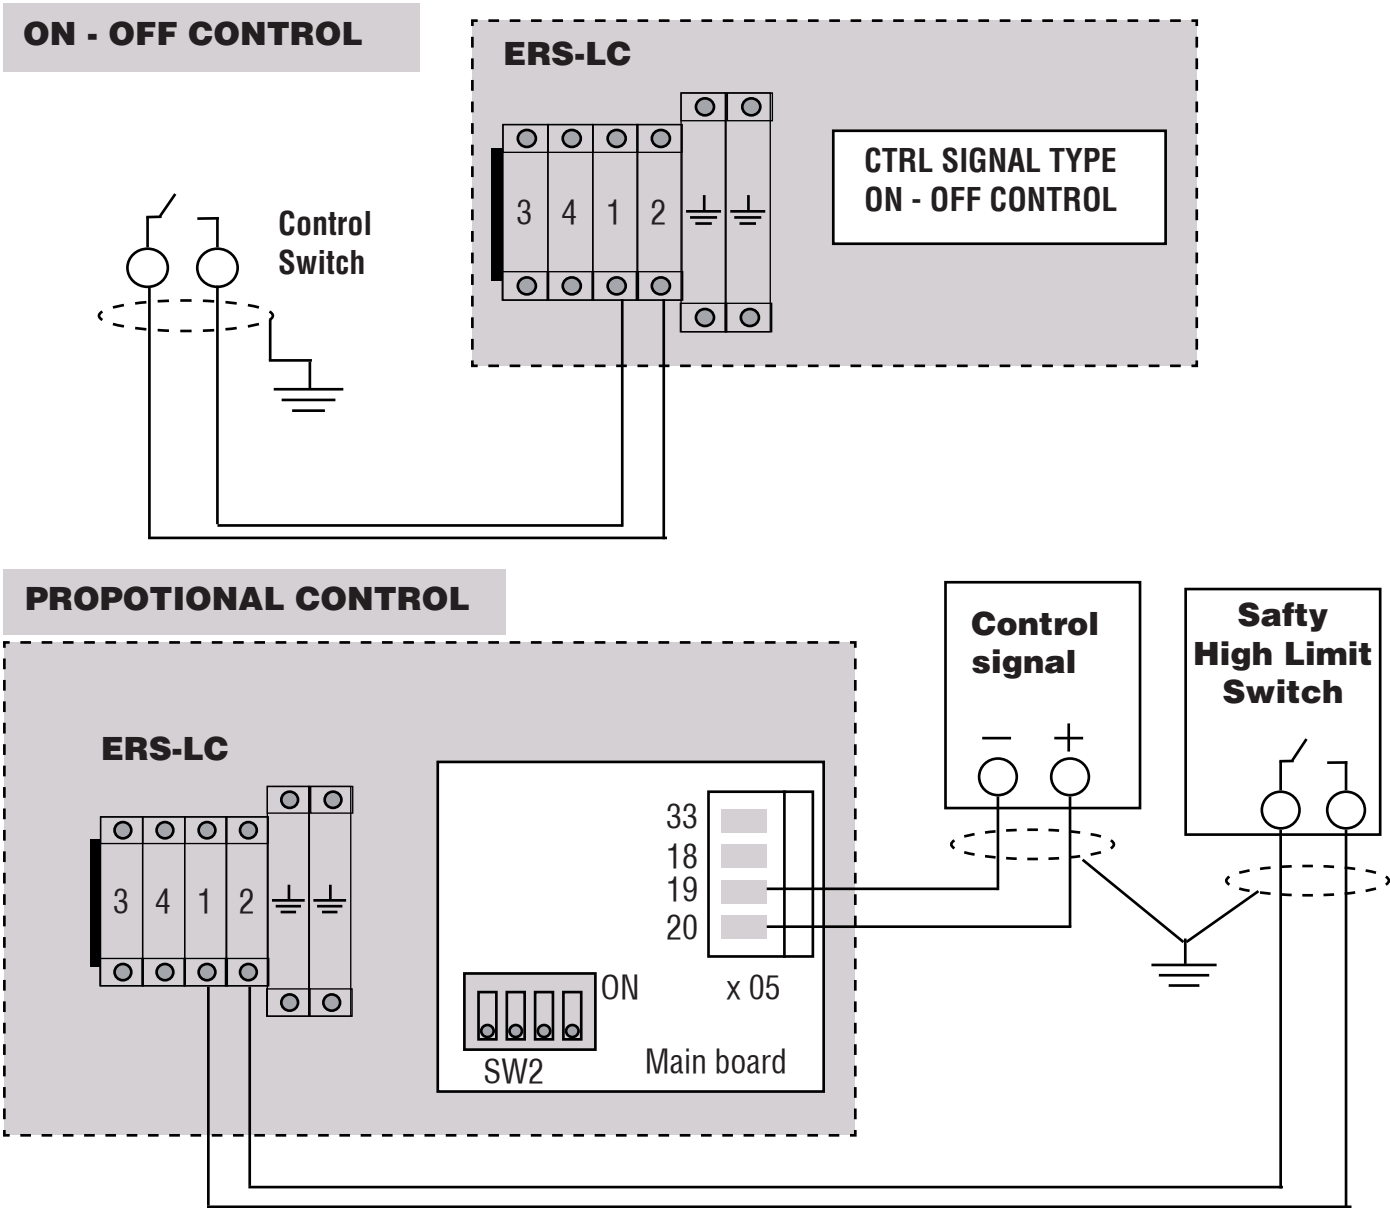 ON - OFF CONTROL
ERS-LC
CTRL SIGNAL TYPE
ON - OFF CONTROL
3 4 1 2
Control
Switch
PROPOTIONAL CONTROL
ERS-LC
3 4 1 2
33
18
19
20
x 05
ON
SW2
Main board
Control
signal
− +
Safty
High Limit
Switch